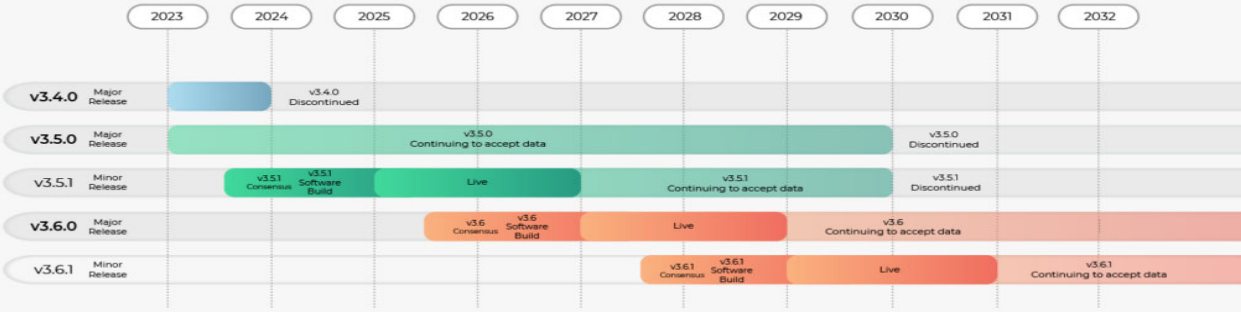 2023 2024 2025 2026 2027 2028 2029 2030 2031 2032
v3.4.0 Major
Release
v3.4.0
Discontinued
v3.5.0 Major
Release
v3.5.0
Continuing to accept data
v3.5.0
Discontinued
v3.5.1 Minor
Release
v3.5.1
Consensus
v3.5.1
Software
Build
Live
v3.5.1
Continuing to accept data
v3.5.1
Discontinued
v3.6.0 Major
Release
v3.6
Consensus
v3.6
Software
Build
Live
v3.6
Continuing to accept data
v3.6.1 Minor
Release
v3.6.1
Consensus
v3.6.1
Software
Build
Live
v3.6.1
Continuing to accept data